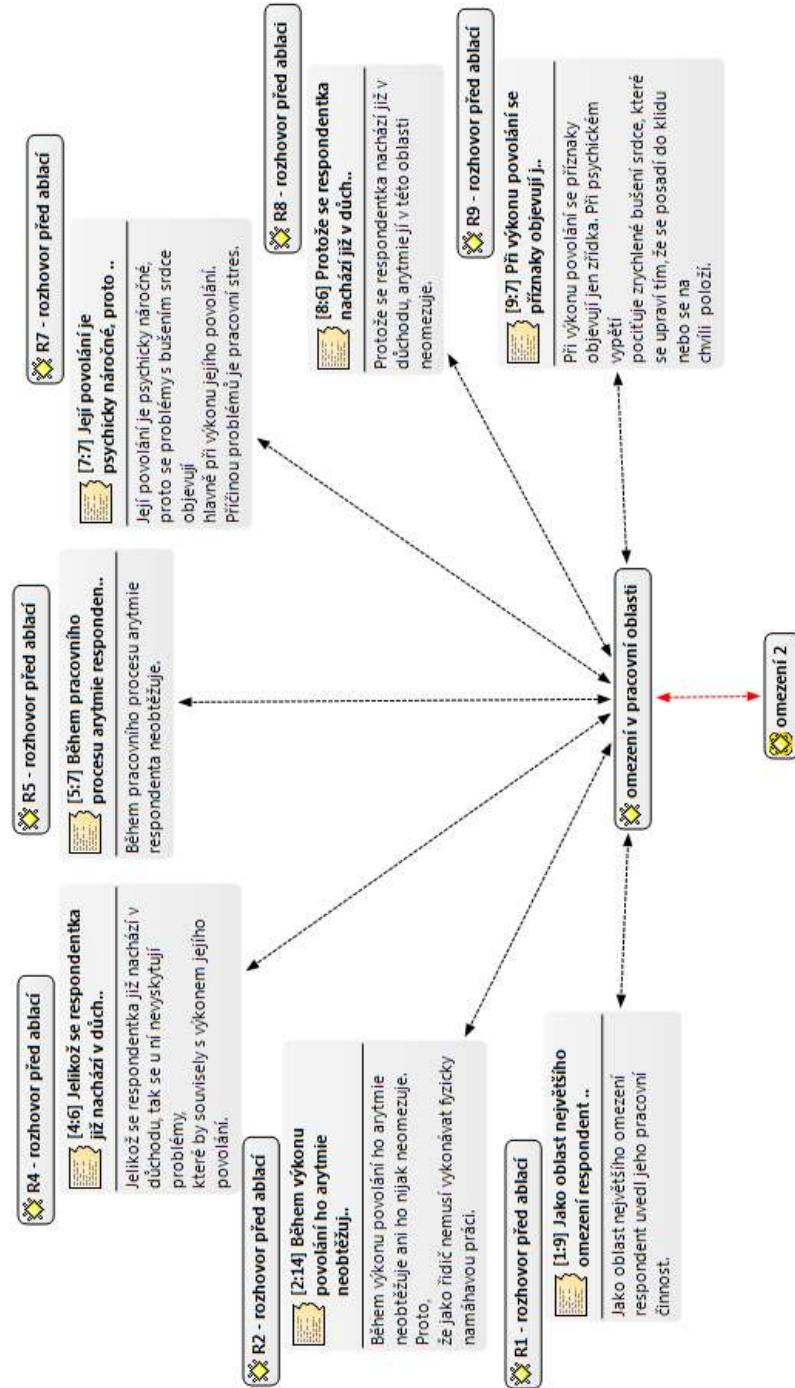 R1 - rozhovor před ablací
[1:9] Jako oblast největšího
omezení respondent ..
Jako oblast největšího omezení
respondent uvedl jeho pracovní
činnost.
R2 - rozhovor před ablací
[2:14] Během výkonu
povolání ho arytmie
neobtěžuj..
Během výkonu povolání ho arytmie
neobtěžuje ani ho nijak neomezuje.
Proto,
že jako řidič nemusí vykonávat fyzicky
namáhavou práci.
R4 - rozhovor před ablací
[4:6] Jelikož se respondentka
již nachází v důch..
Jelikož se respondentka již nachází v
důchodu, tak se u ní nevyskytují
problémy,
které by souvisely s výkonem jejího
povolání.
R5 - rozhovor před ablací
[5:7] Během pracovního
procesu arytmie responden..
Během pracovního procesu arytmie
respondenta neobtěžuje.
R7 - rozhovor před ablací
[7:7] Její povolání je
psychicky náročné, proto ..
Její povolání je psychicky náročné,
proto se problémy s bušením srdce
objevují
hlavně při výkonu jejího povolání.
Příčinou problémů je pracovní stres.
R8 - rozhovor před ablací
[8:6] Protože se respondentka
nachází již v důch..
Protože se respondentka nachází již v
důchodu, arytmie jí v této oblasti
neomezuje.
R9 - rozhovor před ablací
[9:7] Při výkonu povolání se
příznaky objevují j..
Při výkonu povolání se příznaky
objevují jen zřídka. Při psychickém
vypětí
pociťuje zrychlené bušení srdce, které
se upraví tím, že se posadí do klidu
nebo se na
chvíli položí.
omezení v pracovní oblasti
omezení 2